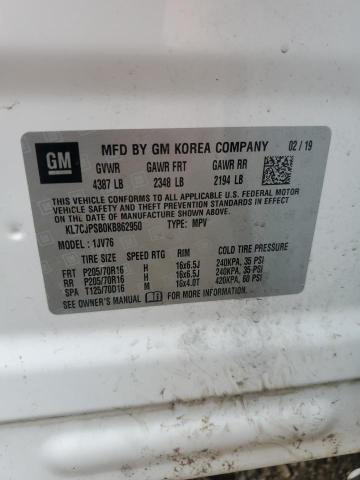 GM
MFD BY GM KOREA COMPANY 02/19
GVWR GAWR FRT GAWR RR
4387 LB 2348 LB 2194 LB
THIS VEHICLE CONFORMS TO ALL APPLICABLE U.S. FEDERAL MOTOR
VEHICLE SAFETY, BUMPER, AND THEFT PREVENTION STANDARDS IN
EFFECT ON THE DATE OF MANUFACTURE SHOWN ABOVE.
KL7CJPSB0KB862950 TYPE: MPV
MODEL: 1JV76
TIRE SIZE SPEED RTG RIM COLD TIRE PRESSURE
FRT P205/70R16 H 16x6.5J 240KPA, 35 PSI
RR P205/70R16 H 16x6.5J 240KPA, 35 PSI
SPA T125/70D16 M 16x4.0T 420KPA, 60 PSI
SEE OWNER'S MANUAL FOR MORE INFORMATION.